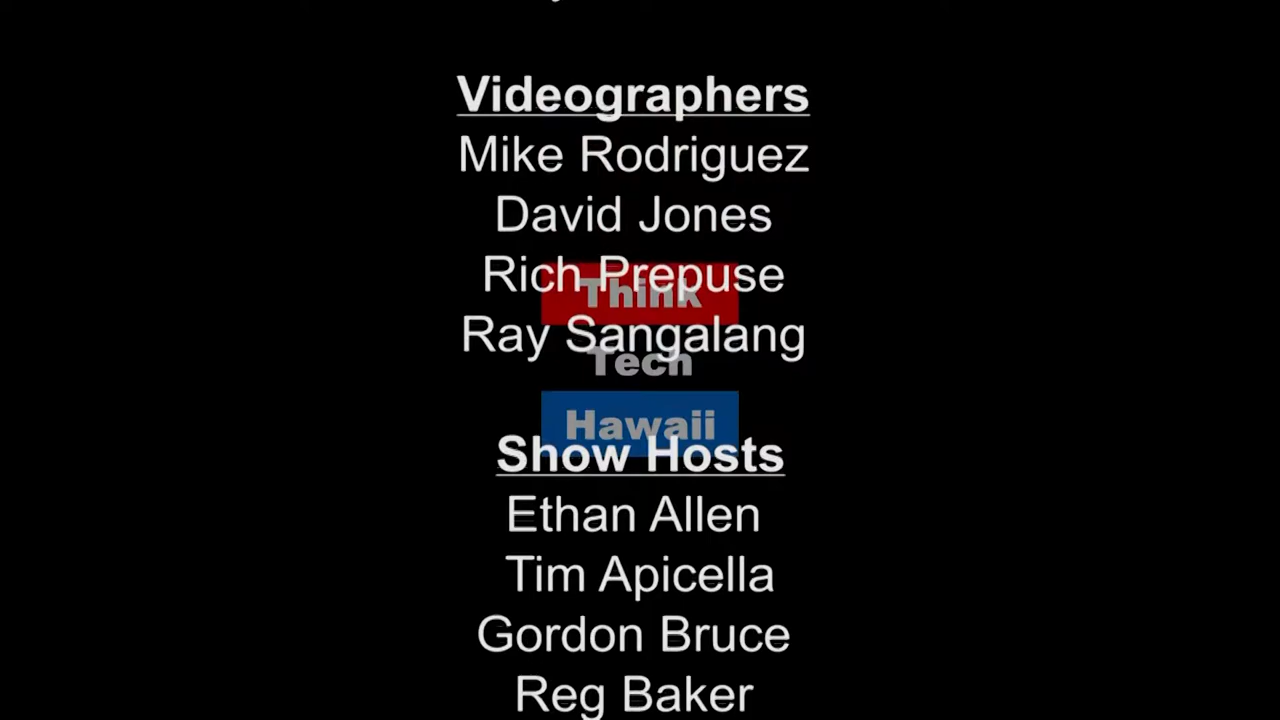 Videographers
Mike Rodriguez
David Jones
Rich Prepuse
Think
Ray Sangalang
Tech
Hawaii
Show Hosts
Ethan Allen
Tim Apicella
Gordon Bruce
Reg Baker